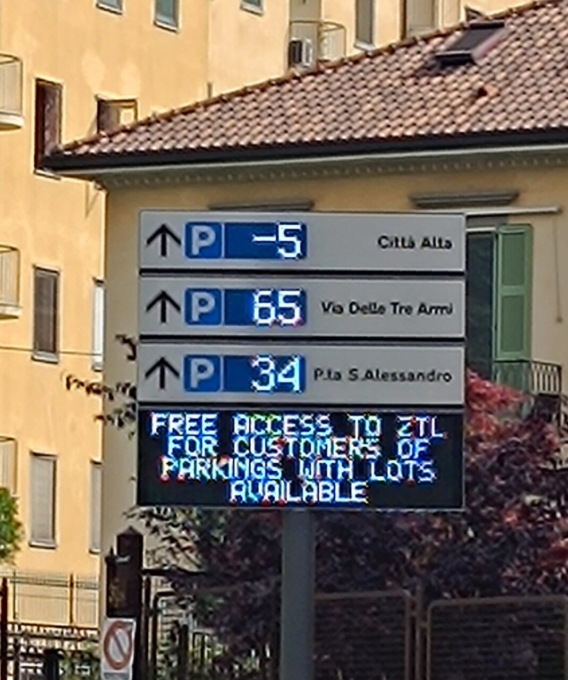 P -5 Città Alta
P 65 Via Delle Tre Armi
P 34 P.ta S.Alessandro
FREE ACCESS TO ZTL
FOR CUSTOMERS OF
PARKINGS WITH LOTS
AVAILABLE